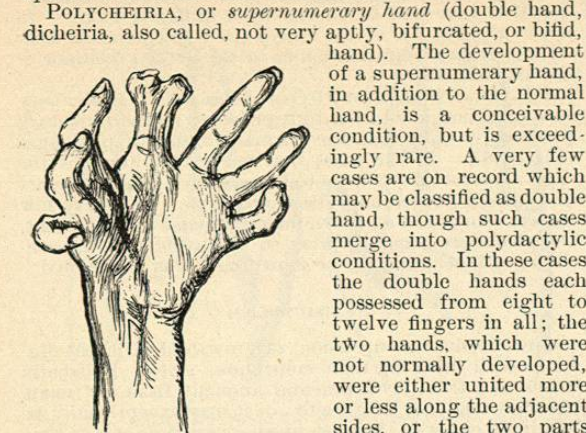 POLYCHEIRIA, or supernumerary hand (double hand,
dicheiria, also called, not very aptly, bifurcated, or bifid,
hand). The development
of a supernumerary hand,
in addition to the normal
hand, is a conceivable
condition, but is exceed-
ingly rare. A very few
cases are on record which
may be classified as double
hand, though such cases
merge into polydactylic
conditions. In these cases
the double hands each
possessed from eight to
twelve fingers in all; the
two hands, which were
not normally developed,
were either united more
or less along the adjacent
sides, or the two parts